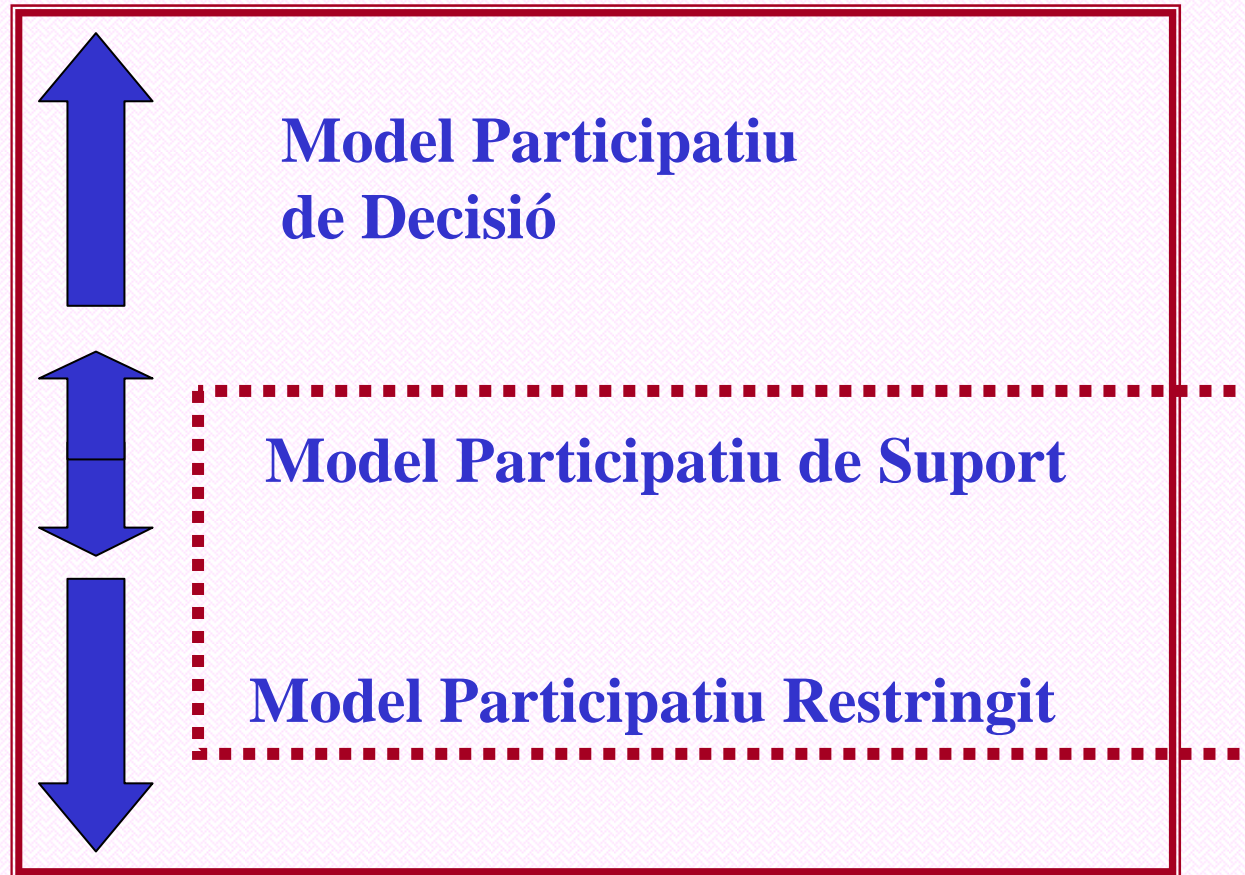 Model Participatiu
de Decisió
Model Participatiu de Suport
Model Participatiu Restringit